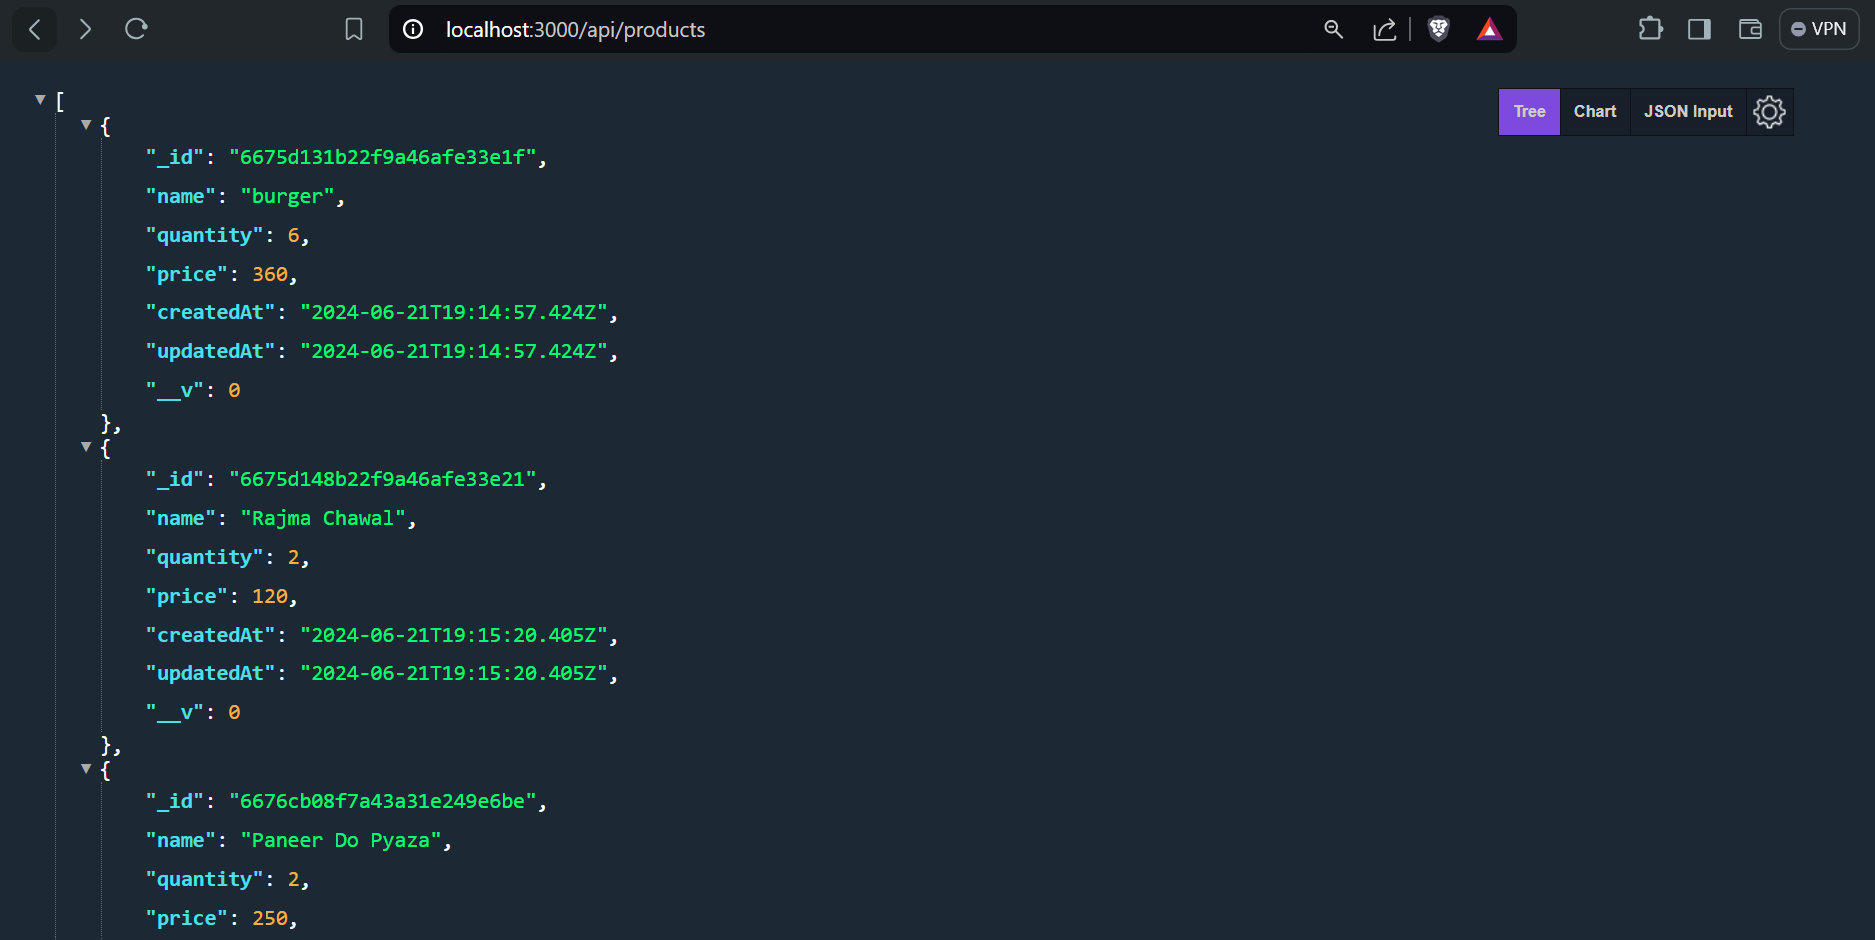 localhost:3000/api/products
VPN
Tree Chart JSON Input
[
{
"_id": "6675d131b22f9a46afe33e1f",
"name": "burger",
"quantity": 6,
"price": 360,
"createdAt": "2024-06-21T19:14:57.424Z",
"updatedAt": "2024-06-21T19:14:57.424Z",
"__v": 0
},
{
"_id": "6675d148b22f9a46afe33e21",
"name": "Rajma Chawal",
"quantity": 2,
"price": 120,
"createdAt": "2024-06-21T19:15:20.405Z",
"updatedAt": "2024-06-21T19:15:20.405Z",
"__v": 0
},
{
"_id": "6676cb08f7a43a31e249e6be",
"name": "Paneer Do Pyaza",
"quantity": 2,
"price": 250,